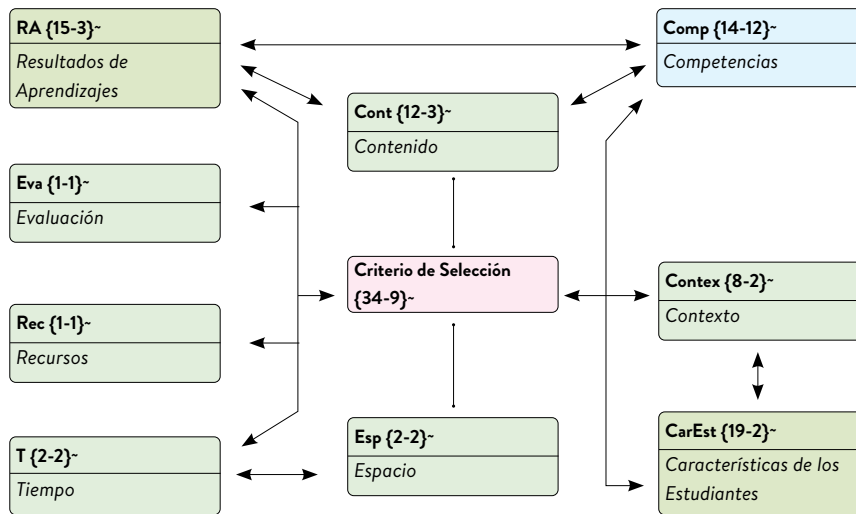 RA {15-3}~
Resultados de
Aprendizajes
Comp {14-12}~
Competencias
Cont {12-3}~
Contenido
Eva {1-1}~
Evaluación
Criterio de Selección
{34-9}~
Contex {8-2}~
Contexto
Rec {1-1}~
Recursos
Esp {2-2}~
Espacio
CarEst {19-2}~
Características de los
Estudiantes
T {2-2}~
Tiempo